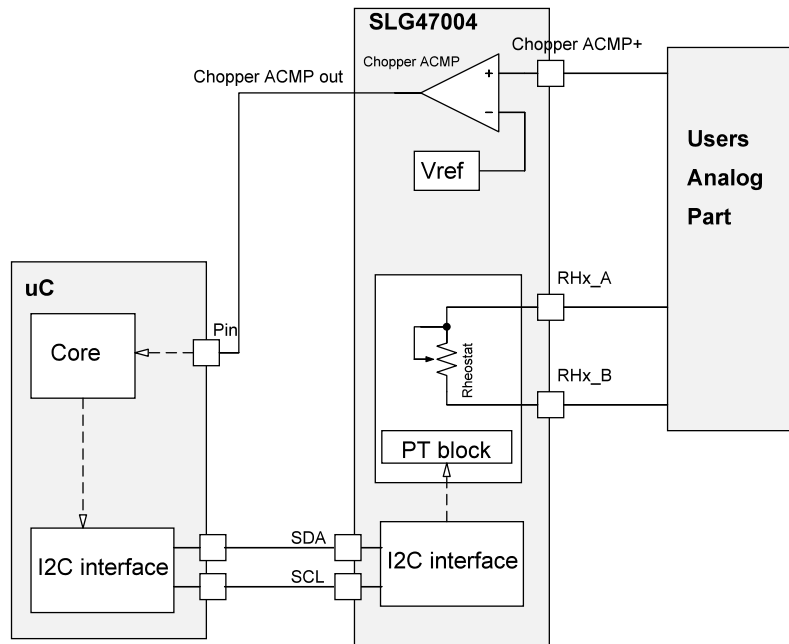 SLG47004
Chopper ACMP+
Chopper ACMP
Chopper ACMP out
+
−
Vref
Users
Analog
Part
uC
RHx_A
Pin
Core
Rheostat
RHx_B
PT block
SDA
I2C interface
I2C interface
SCL